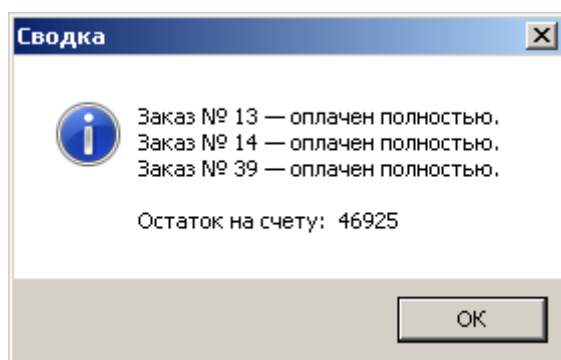 Сводка
Заказ № 13 — оплачен полностью.
Заказ № 14 — оплачен полностью.
Заказ № 39 — оплачен полностью.
Остаток на счету:  46925
ОК